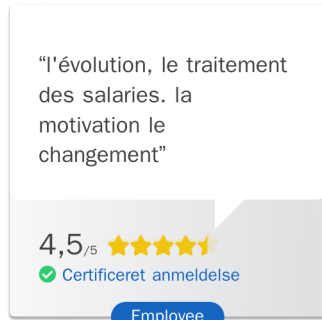 “l'évolution, le traitement
des salaries. la
motivation le
changement”
4,5/5
Certificeret anmeldelse
Employee